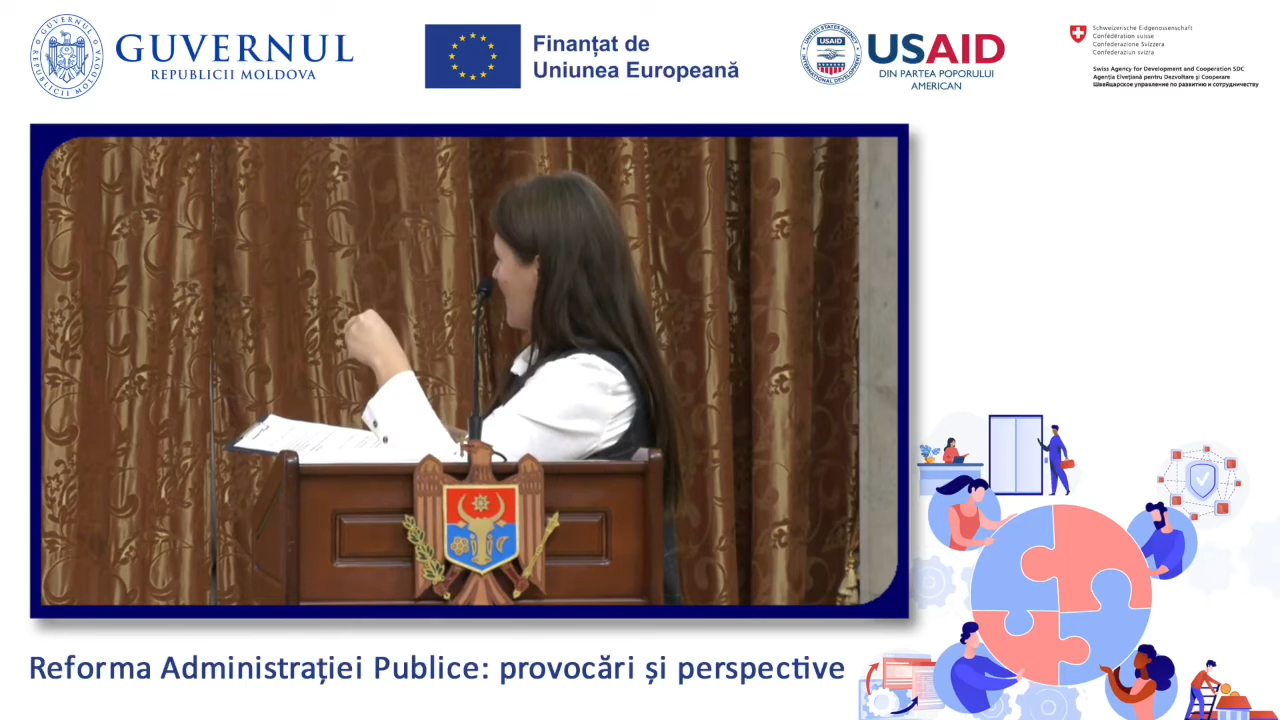 GUVERNUL
REPUBLICII MOLDOVA
Finanțat de
Uniunea Europeană
USAID
USAID
DIN PARTEA POPORULUI
AMERICAN
Schweizerische Eidgenossenschaft
Confédération suisse
Confederazione Svizzera
Confederaziun svizra
Swiss Agency for Development and Cooperation SDC
Agenția Elvețiană pentru Dezvoltare și Cooperare
Швейцарское управление по развитию и сотрудничеству
Reforma Administrației Publice: provocări și perspective